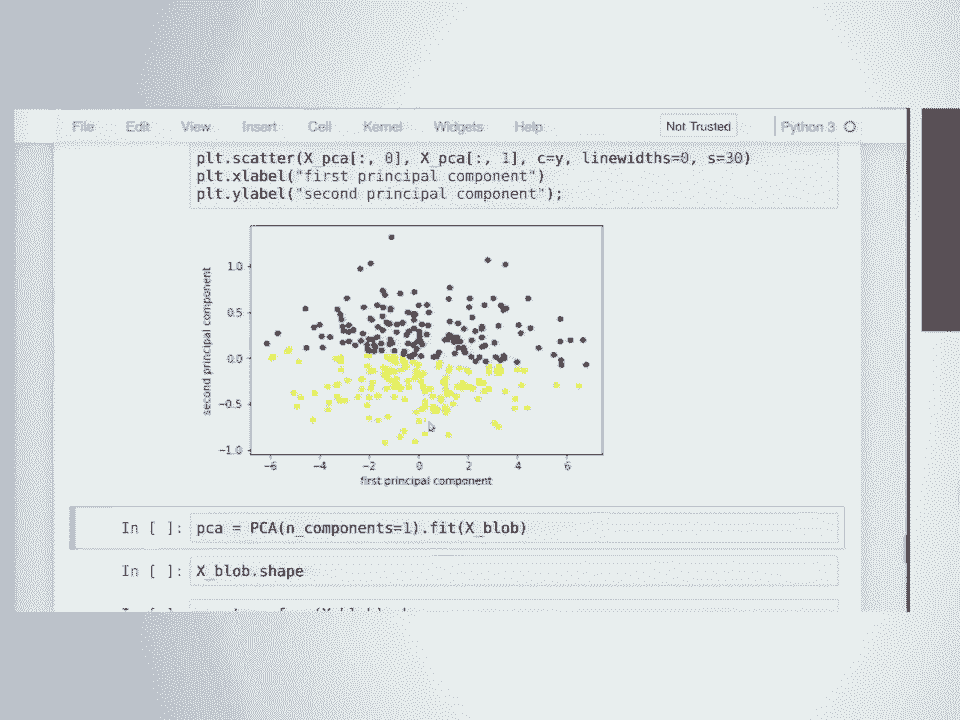 File Edit View Insert Cell Kernel Widgets Help Not Trusted Python 3
plt.scatter(X_pca[:, 0], X_pca[:, 1], c=y, linewidths=0, s=30)
plt.xlabel("first principal component")
plt.ylabel("second principal component");
second principal component
1.0
0.5
0.0
−0.5
−1.0
−6 −4 −2 0 2 4 6
first principal component
In [ ]: pca = PCA(n_components=1).fit(X_blob)
In [ ]: X_blob.shape